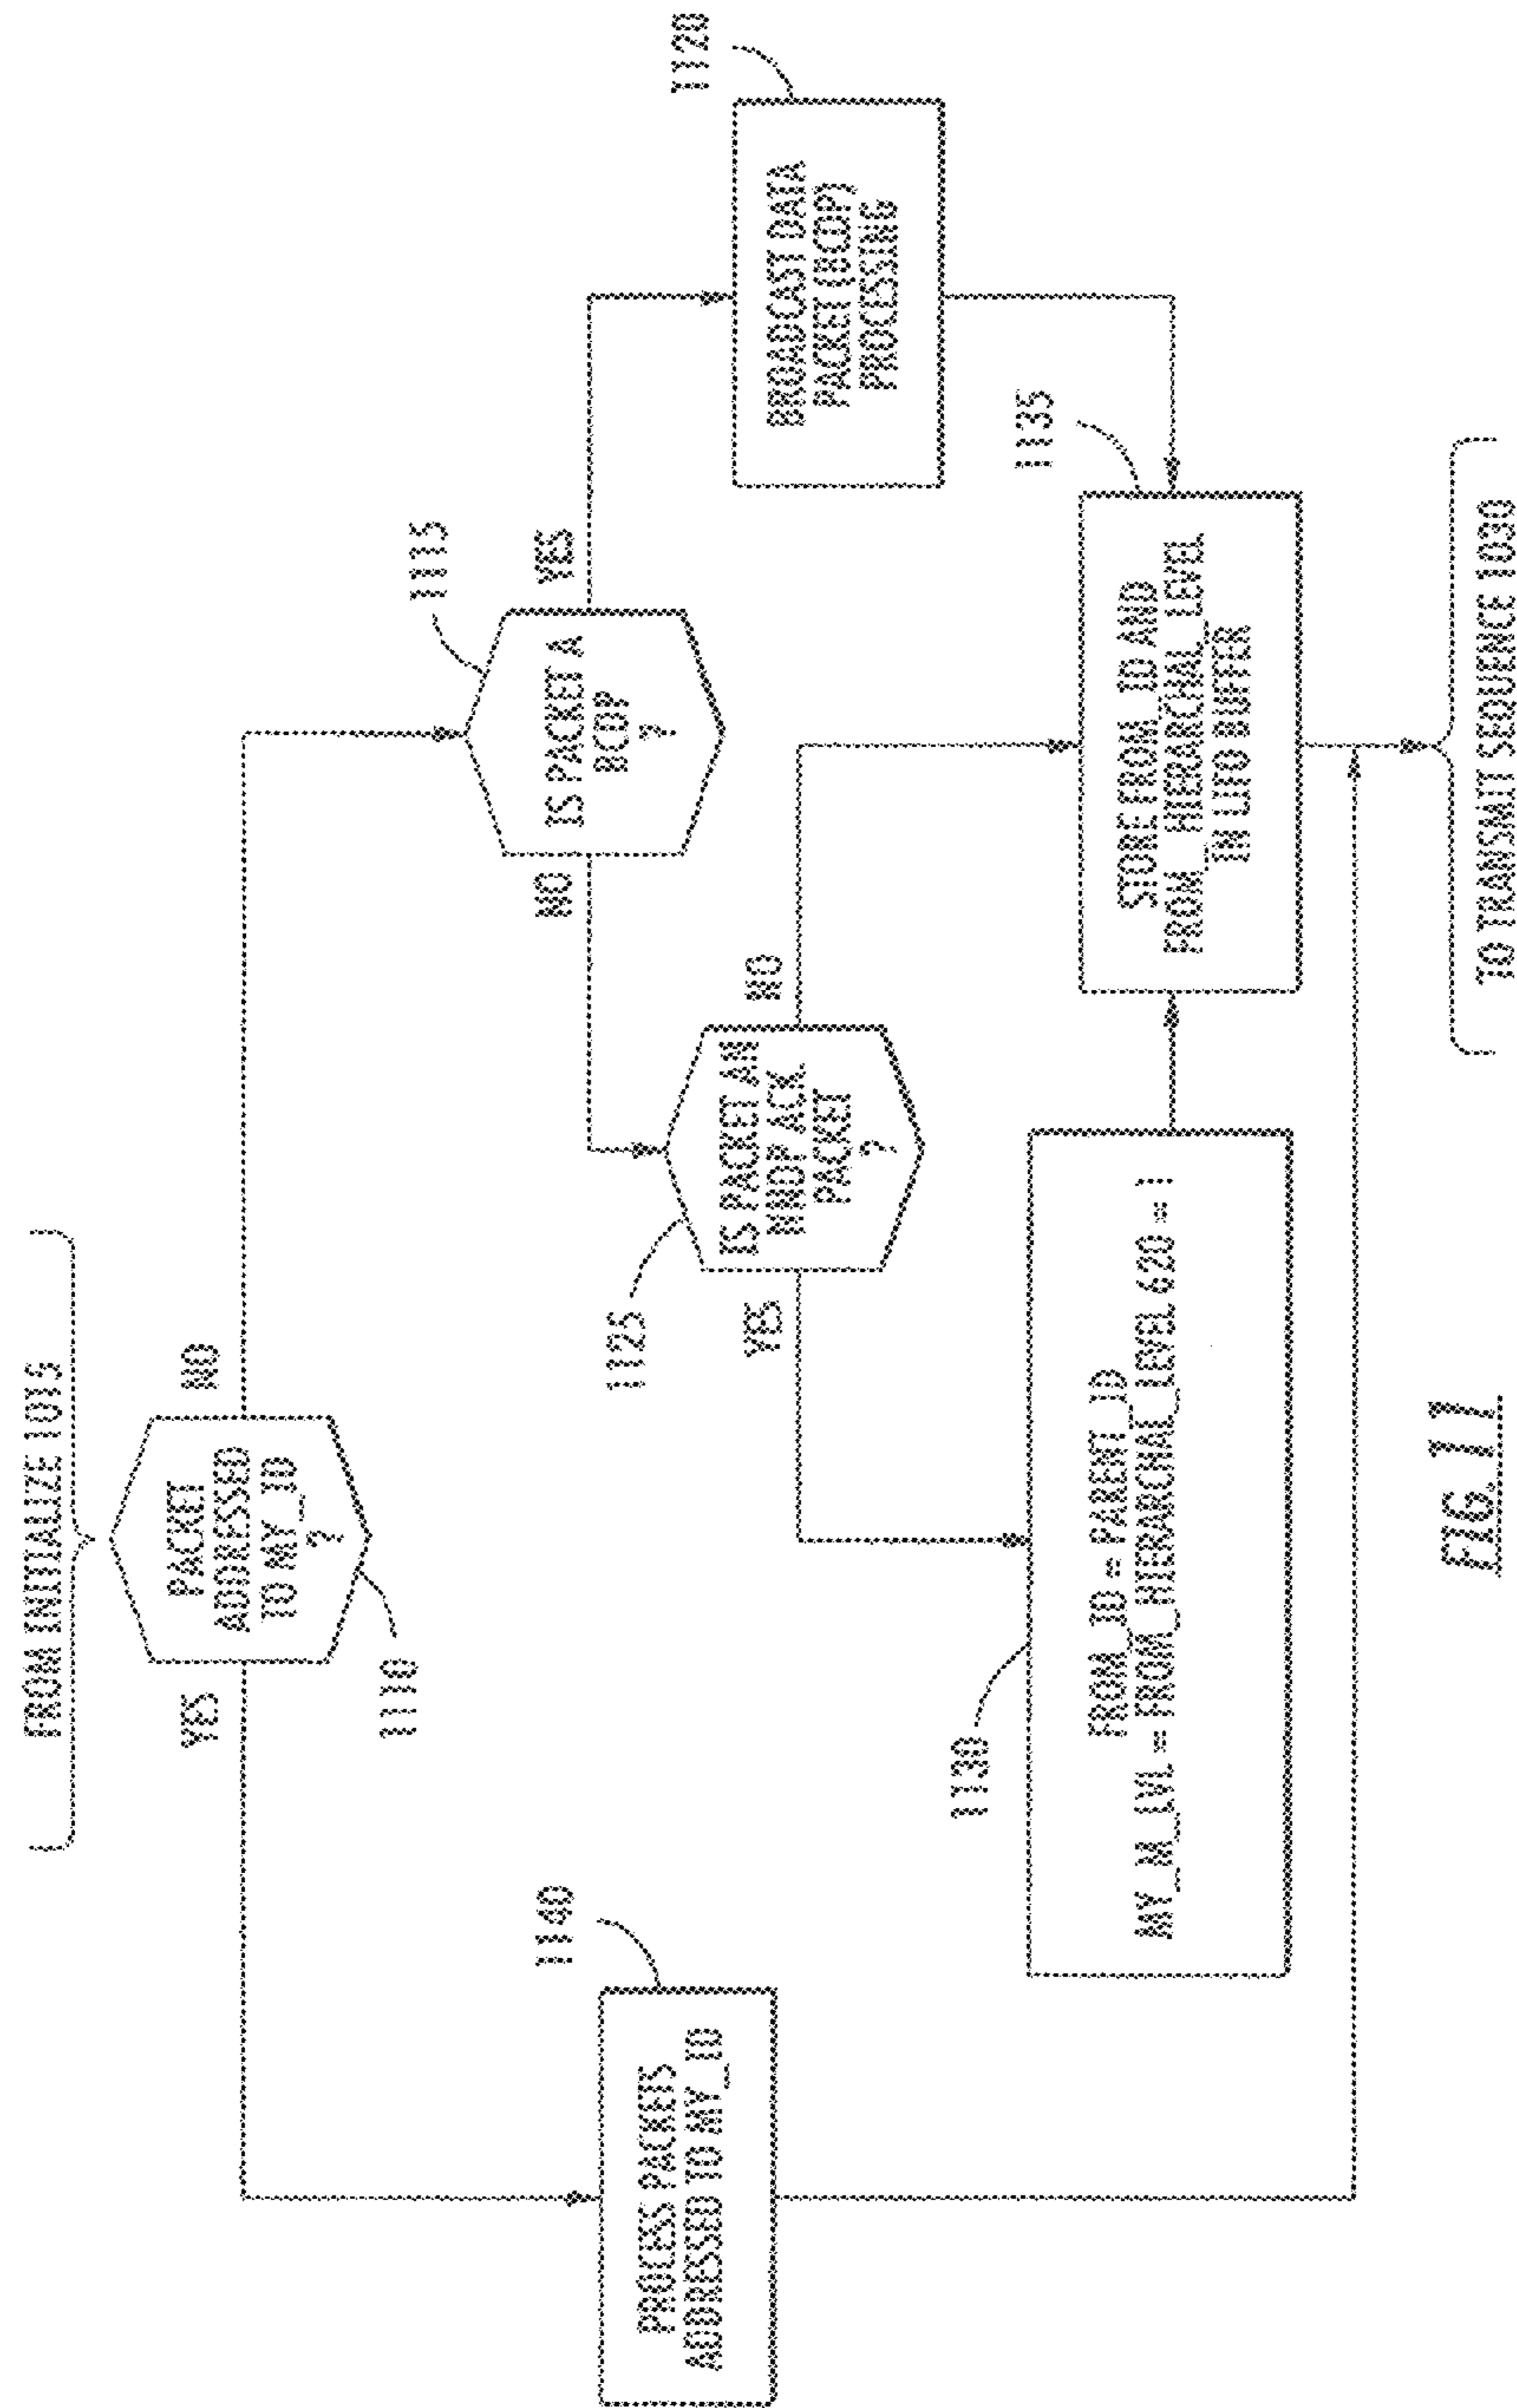 FROM INITIALIZE 1015
PACKET
ADDRESSED
TO MY_ID
?
YES
NO
1110
1115
IS PACKET A
BCDP
?
NO
YES
1120
BROADCAST DATA
PACKET (BCDP)
PROCESSING
1140
PROCESS PACKETS
ADDRESSED TO MY_ID
1125
IS PACKET AN
MNDP ACK.
PACKET
?
YES
NO
1130
FROM_ID = PARENT_ID
MY_M_LVL = FROM_HIERARCHAL_LEVEL 620 = 1
1135
STORE FROM_ID AND
FROM_HIERARCHAL_LEVEL
IN LIFO BUFFER
TO TRANSMIT SEQUENCE 1030
FIG. 11